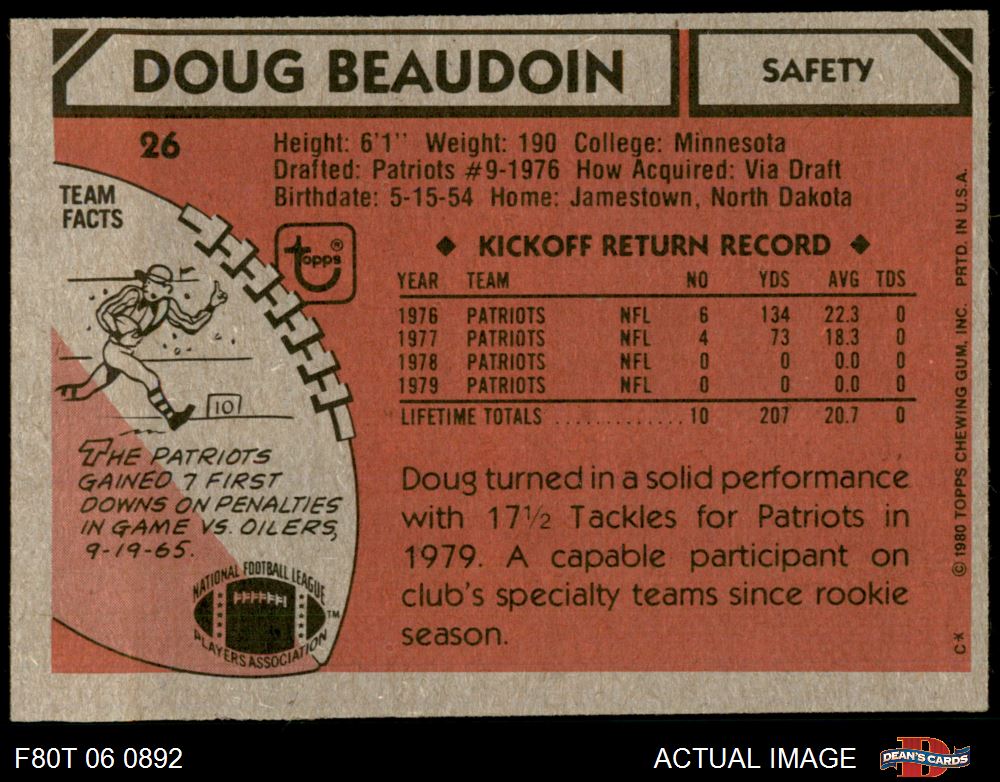 DOUG BEAUDOIN
SAFETY
26
Height: 6'1" Weight: 190 College: Minnesota
Drafted: Patriots #9-1976 How Acquired: Via Draft
Birthdate: 5-15-54 Home: Jamestown, North Dakota
TEAM
FACTS
topps®
◆ KICKOFF RETURN RECORD ◆
YEAR TEAM NO YDS AVG TDS
1976 PATRIOTS NFL 6 134 22.3 0
1977 PATRIOTS NFL 4 73 18.3 0
1978 PATRIOTS NFL 0 0 0.0 0
1979 PATRIOTS NFL 0 0 0.0 0
LIFETIME TOTALS ............. 10 207 20.7 0
10
THE PATRIOTS
GAINED 7 FIRST
DOWNS ON PENALTIES
IN GAME VS. OILERS,
9-19-65.
NATIONAL FOOTBALL LEAGUE
PLAYERS ASSOCIATION
TM
Doug turned in a solid performance
with 17½ Tackles for Patriots in
1979. A capable participant on
club's specialty teams since rookie
season.
C-X ©1980 TOPPS CHEWING GUM, INC. PRTD. IN U.S.A.
F80T 06 0892
ACTUAL IMAGE
DEAN'S CARDS